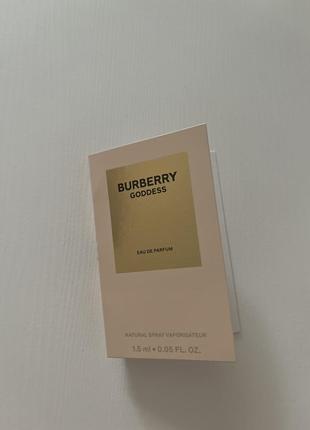 BURBERRY
GODDESS
EAU DE PARFUM
NATURAL SPRAY VAPORISATEUR
1.5 ml • 0.05 FL. OZ.